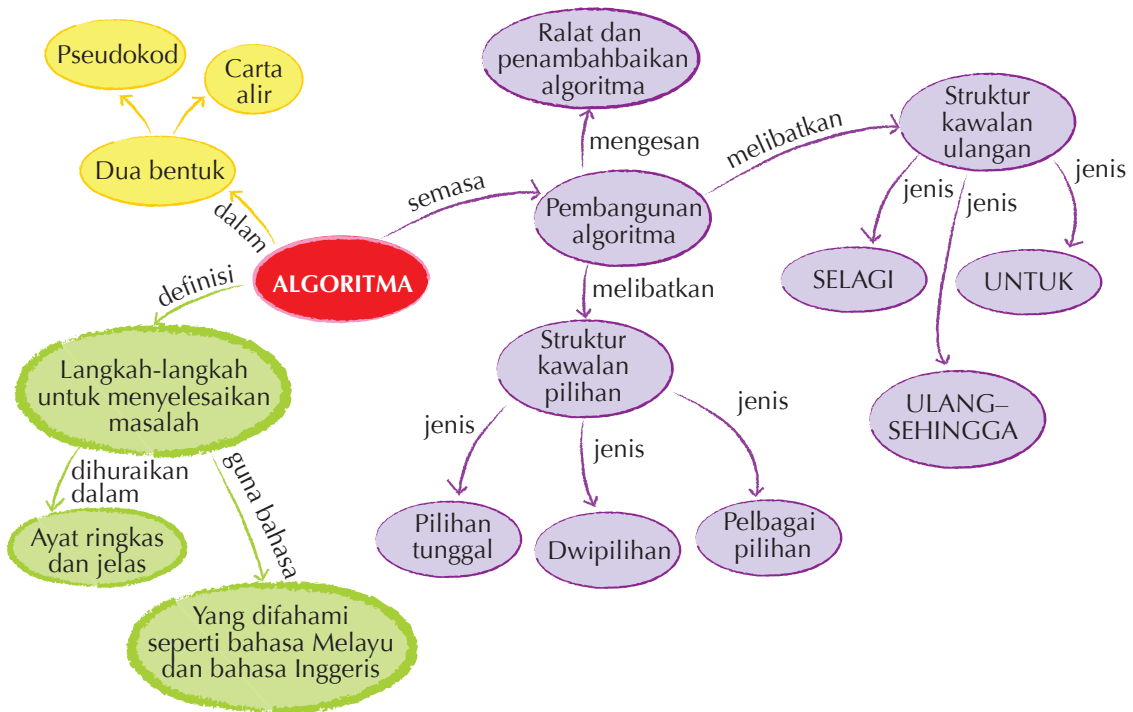 Pseudokod
Carta
alir
Dua bentuk
dalam
ALGORITMA
definisi
Langkah-langkah
untuk menyelesaikan
masalah
dihuraikan
dalam
Ayat ringkas
dan jelas
guna bahasa
Yang difahami
seperti bahasa Melayu
dan bahasa Inggeris
semasa
Pembangunan
algoritma
mengesan
Ralat dan
penambahbaikan
algoritma
melibatkan
Struktur
kawalan
ulangan
jenis
SELAGI
jenis
ULANG–
SEHINGGA
jenis
UNTUK
melibatkan
Struktur
kawalan
pilihan
jenis
Pilihan
tunggal
jenis
Dwipilihan
jenis
Pelbagai
pilihan